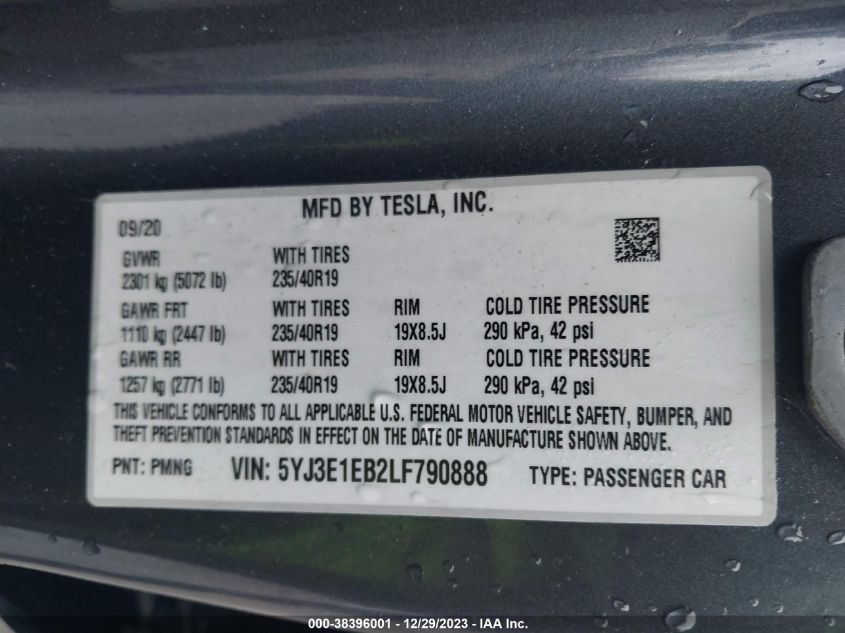 MFD BY TESLA, INC.
09/20
GVWR WITH TIRES
2301 kg (5072 lb) 235/40R19
GAWR FRT WITH TIRES RIM COLD TIRE PRESSURE
1110 kg (2447 lb) 235/40R19 19X8.5J 290 kPa, 42 psi
GAWR RR WITH TIRES RIM COLD TIRE PRESSURE
1257 kg (2771 lb) 235/40R19 19X8.5J 290 kPa, 42 psi
THIS VEHICLE CONFORMS TO ALL APPLICABLE U.S. FEDERAL MOTOR VEHICLE SAFETY, BUMPER, AND
THEFT PREVENTION STANDARDS IN EFFECT ON THE DATE OF MANUFACTURE SHOWN ABOVE.
PNT: PMNG VIN: 5YJ3E1EB2LF790888 TYPE: PASSENGER CAR
000-38396001 - 12/29/2023 - IAA Inc.